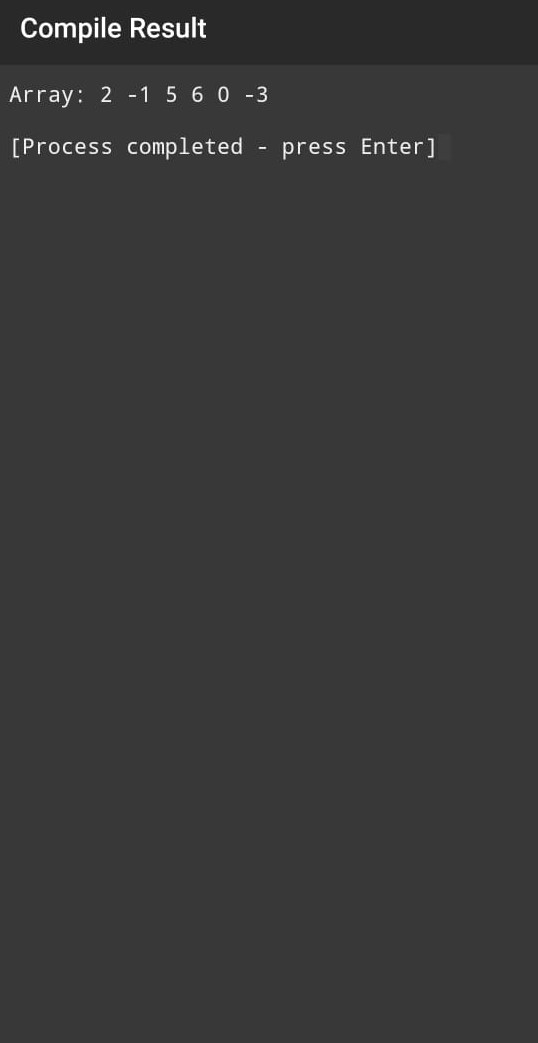 Compile Result
Array: 2 -1 5 6 0 -3
[Process completed - press Enter]